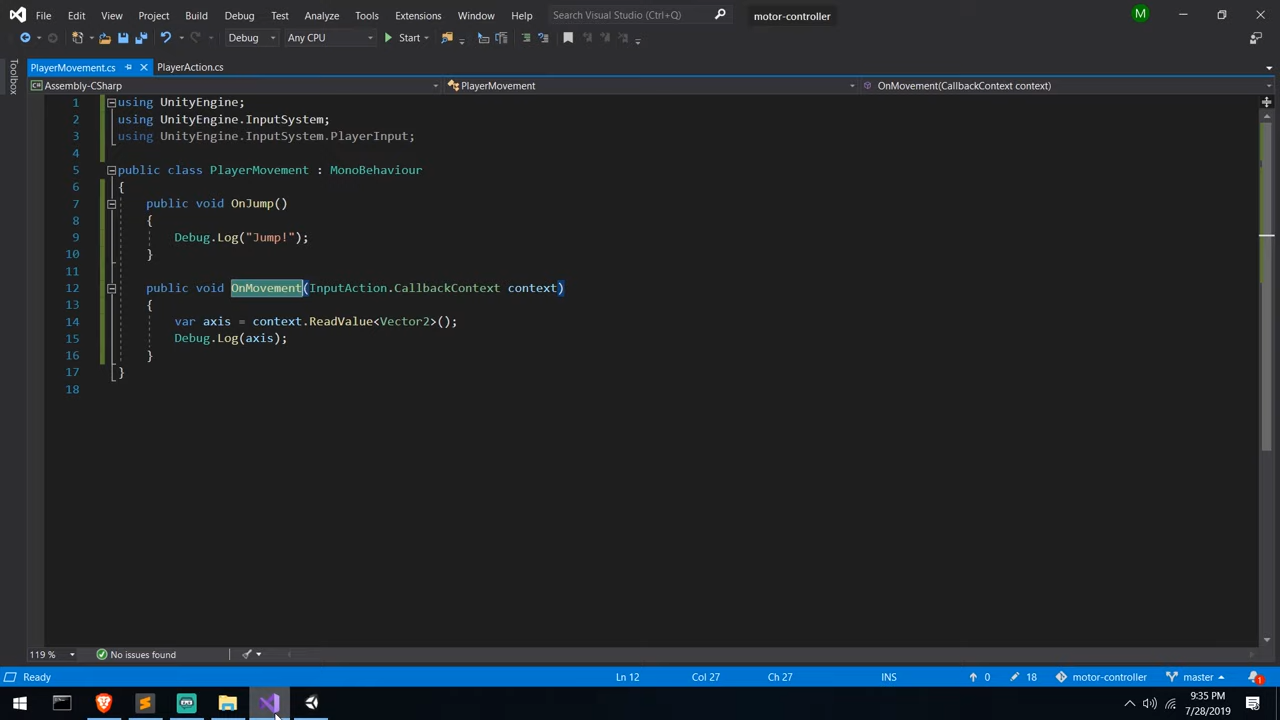 File Edit View Project Build Debug Test Analyze Tools Extensions Window Help Search Visual Studio (Ctrl+Q) motor-controller M
Debug Any CPU Start
Toolbox
PlayerMovement.cs PlayerAction.cs
Assembly-CSharp PlayerMovement OnMovement(CallbackContext context)
1 using UnityEngine;
2 using UnityEngine.InputSystem;
3 using UnityEngine.InputSystem.PlayerInput;
4
5 public class PlayerMovement : MonoBehaviour
6 {
7 public void OnJump()
8 {
9 Debug.Log("Jump!");
10 }
11
12 public void OnMovement(InputAction.CallbackContext context)
13 {
14 var axis = context.ReadValue<Vector2>();
15 Debug.Log(axis);
16 }
17 }
18
119 % No issues found
Ready Ln 12 Col 27 Ch 27 INS 0 18 motor-controller master 1
9:35 PM
7/28/2019